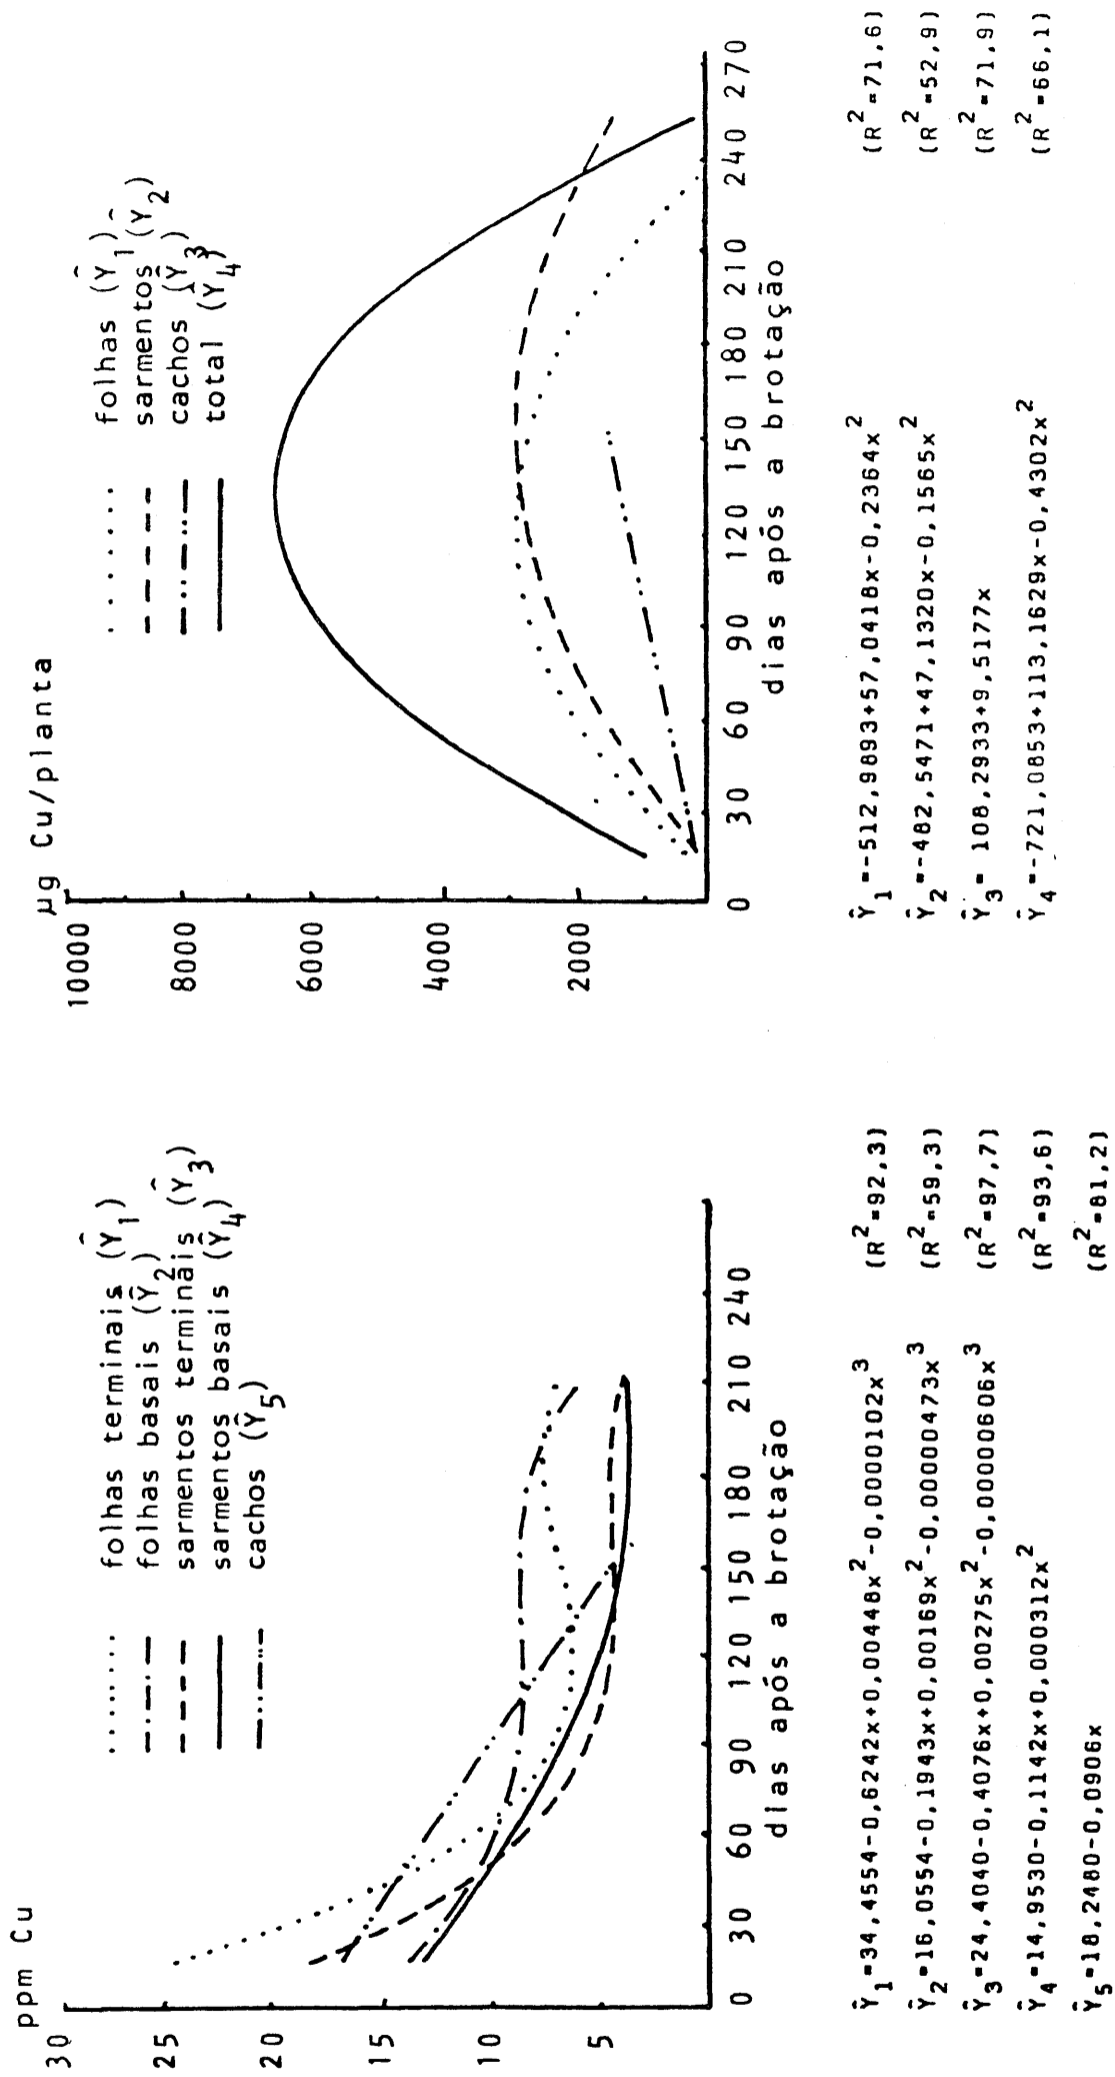 ppm Cu
30
25
20
15
10
5
folhas terminais (Ŷ1)
folhas basais (Ŷ2)
sarmentos terminais (Ŷ3)
sarmentos basais (Ŷ4)
cachos (Ŷ5)
0 30 60 90 120 150 180 210 240
dias após a brotação
Ŷ1=34,4554-0,6242x+0,00448x²-0,0000102x³ (R²=92,3)
Ŷ2=16,0554-0,1943x+0,00169x²-0,00000473x³ (R²=59,3)
Ŷ3=24,4040-0,4076x+0,00275x²-0,00000606x³ (R²=97,7)
Ŷ4=14,9530-0,1142x+0,000312x² (R²=93,6)
Ŷ5=18,2480-0,0906x (R²=81,2)
µg Cu/planta
10000
8000
6000
4000
2000
folhas (Ŷ1)
sarmentos (Ŷ2)
cachos (Ŷ3)
total (Ŷ4)
0 30 60 90 120 150 180 210 240 270
dias após a brotação
Ŷ1=-512,9893+57,0418x-0,2364x² (R²=71,6)
Ŷ2=-482,5471+47,1320x-0,1565x² (R²=52,9)
Ŷ3= 108,2933+9,5177x (R²=71,9)
Ŷ4=-721,0853+113,1629x-0,4302x² (R²=66,1)